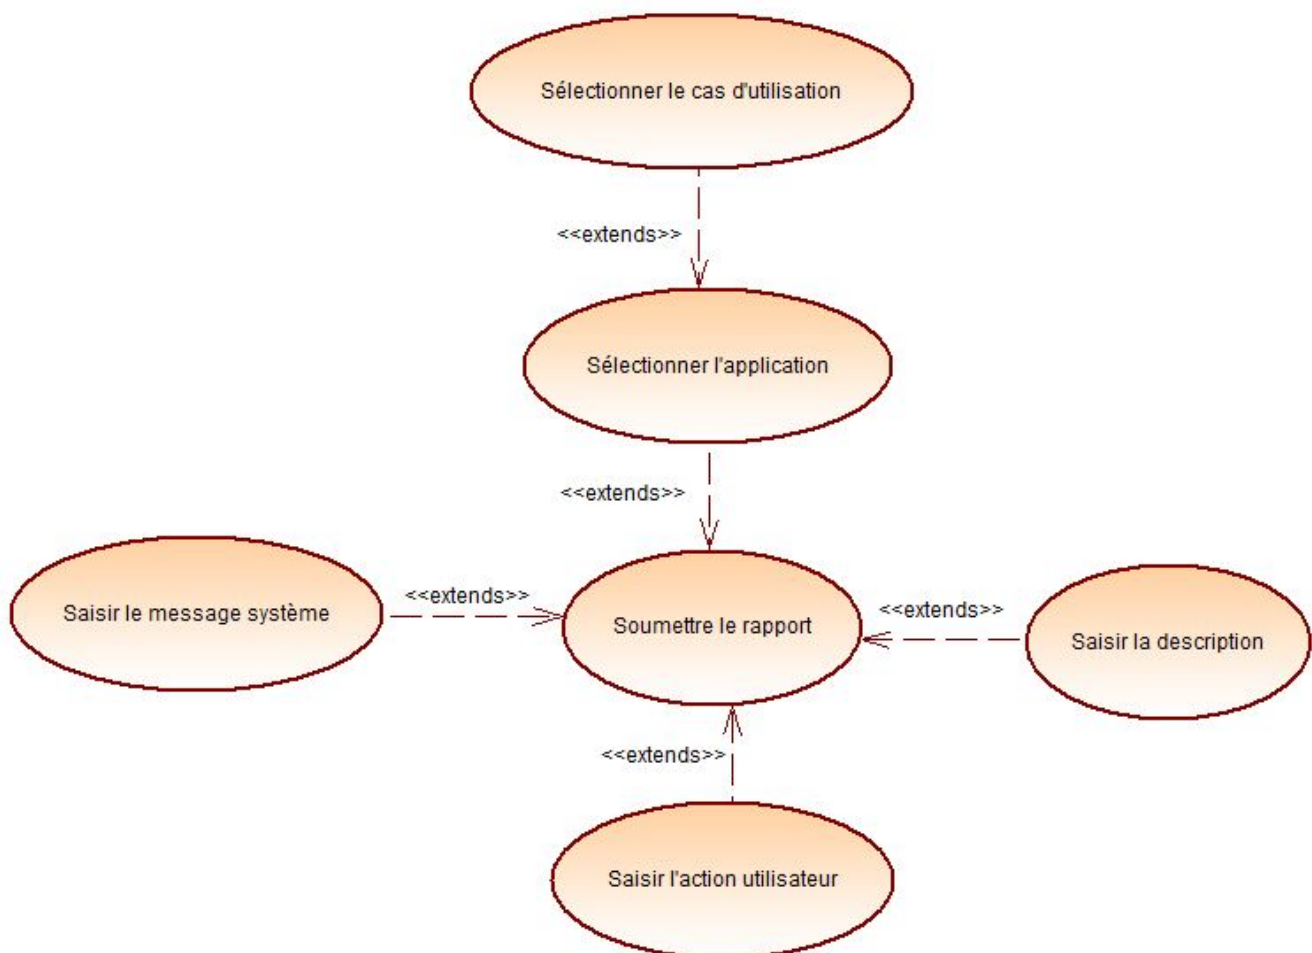 Sélectionner le cas d'utilisation
<<extends>>
Sélectionner l'application
<<extends>>
Saisir le message système
<<extends>>
Soumettre le rapport
<<extends>>
Saisir la description
<<extends>>
Saisir l'action utilisateur